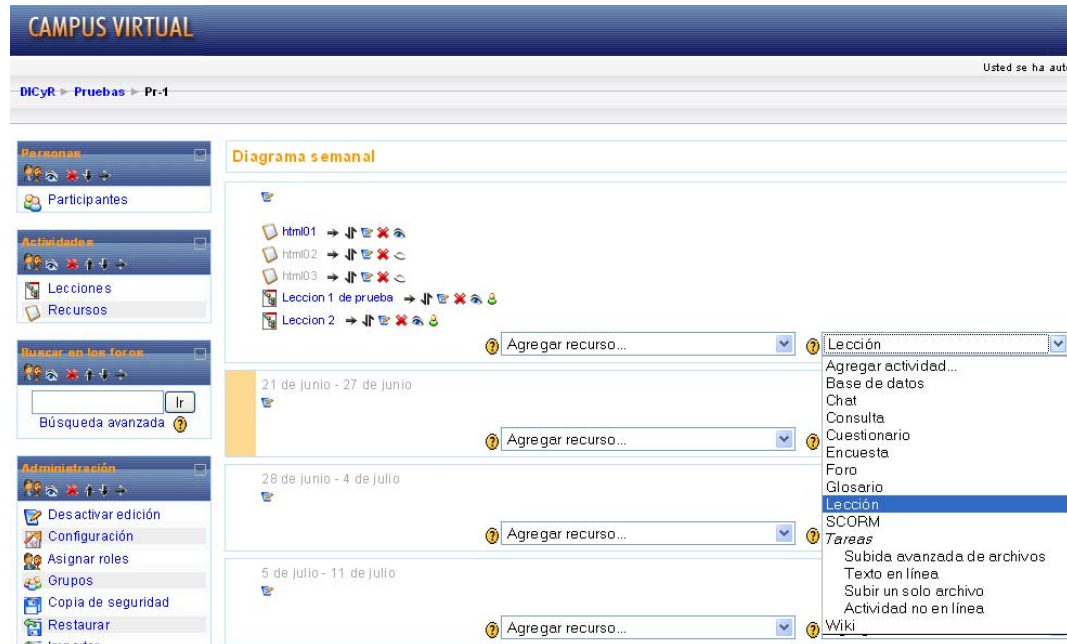 CAMPUS VIRTUAL
Usted se ha aut
DICyR ► Pruebas ► Pr-1
Personas
Participantes
Actividades
Lecciones
Recursos
Buscar en los foros
Ir
Búsqueda avanzada
Administración
Desactivar edición
Configuración
Asignar roles
Grupos
Copia de seguridad
Restaurar
Importar
Diagrama semanal
html01
html02
html03
Leccion 1 de prueba
Leccion 2
Agregar recurso...
Lección
21 de junio - 27 de junio
Agregar recurso...
28 de junio - 4 de julio
Agregar recurso...
5 de julio - 11 de julio
Agregar recurso...
Agregar actividad...
Base de datos
Chat
Consulta
Cuestionario
Encuesta
Foro
Glosario
Lección
SCORM
Tareas
Subida avanzada de archivos
Texto en línea
Subir un solo archivo
Actividad no en línea
Wiki